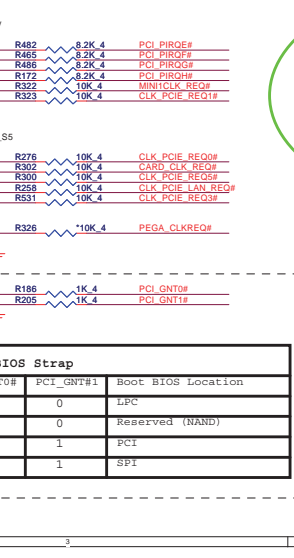 R482 8.2K_4 PCI_PIRQE#
R465 8.2K_4 PCI_PIRQF#
R486 8.2K_4 PCI_PIRQG#
R172 8.2K_4 PCI_PIRQH#
R322 10K_4 MINI1CLK_REQ#
R323 10K_4 CLK_PCIE_REQ1#
_S5
R276 10K_4 CLK_PCIE_REQ0#
R302 10K_4 CARD_CLK_REQ#
R300 10K_4 CLK_PCIE_REQ5#
R258 10K_4 CLK_PCIE_LAN_REQ#
R531 10K_4 CLK_PCIE_REQ3#
R326 *10K_4 PEGA_CLKREQ#
R186 1K_4 PCI_GNT0#
R205 1K_4 PCI_GNT1#
BIOS Strap
T0# PCI_GNT#1 Boot BIOS Location
0 LPC
0 Reserved (NAND)
1 PCI
1 SPI
3